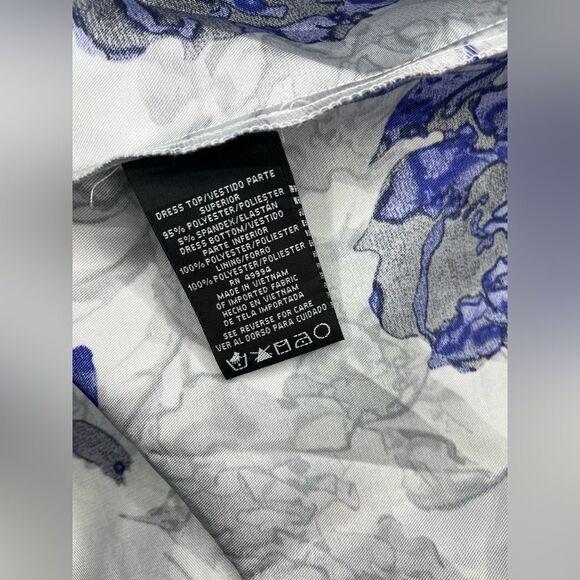 DRESS TOP/VESTIDO PARTE
SUPERIOR
95% POLYESTER/POLIESTER
5% SPANDEX/ELASTÁN
DRESS BOTTOM/VESTIDO
PARTE INFERIOR
100% POLYESTER/POLIESTER
LINING/FORRO
100% POLYESTER/POLIESTER
RN 49994
MADE IN VIETNAM
OF IMPORTED FABRIC
HECHO EN VIETNAM
DE TELA IMPORTADA
SEE REVERSE FOR CARE
VER AL DORSO PARA CUIDADO